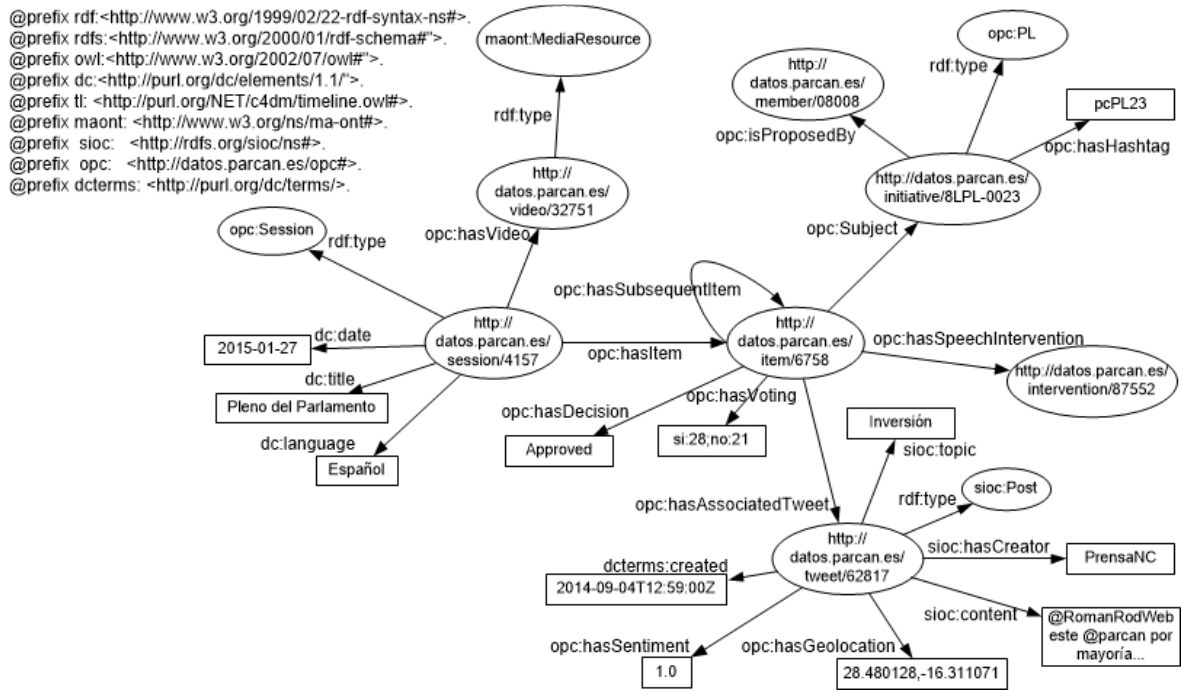 @prefix rdf:<http://www.w3.org/1999/02/22-rdf-syntax-ns#>.
@prefix rdfs:<http://www.w3.org/2000/01/rdf-schema#">.
@prefix owl:<http://www.w3.org/2002/07/owl#">.
@prefix dc:<http://purl.org/dc/elements/1.1/">.
@prefix tl: <http://purl.org/NET/c4dm/timeline.owl#>.
@prefix maont: <http://www.w3.org/ns/ma-ont#>.
@prefix sioc: <http://rdfs.org/sioc/ns#>.
@prefix opc: <http://datos.parcan.es/opc#>.
@prefix dcterms: <http://purl.org/dc/terms/>.
maont:MediaResource
rdf:type
http://
datos.parcan.es/
video/32751
opc:hasVideo
opc:Session
rdf:type
http://
datos.parcan.es/
session/4157
dc:date
2015-01-27
dc:title
Pleno del Parlamento
dc:language
Español
opc:hasItem
opc:PL
rdf:type
http://
datos.parcan.es/
member/08008
opc:isProposedBy
pcPL23
opc:hasHashtag
http://datos.parcan.es/
initiative/8LPL-0023
opc:Subject
opc:hasSubsequentItem
http://
datos.parcan.es/
item/6758
opc:hasSpeechIntervention
http://datos.parcan.es/
intervention/87552
opc:hasDecision
Approved
opc:hasVoting
si:28;no:21
opc:hasAssociatedTweet
Inversión
sioc:topic
sioc:Post
rdf:type
http://
datos.parcan.es/
tweet/62817
sioc:hasCreator
PrensaNC
dcterms:created
2014-09-04T12:59:00Z
sioc:content
@RomanRodWeb
este @parcan por
mayoría...
opc:hasSentiment
1.0
opc:hasGeolocation
28.480128,-16.311071